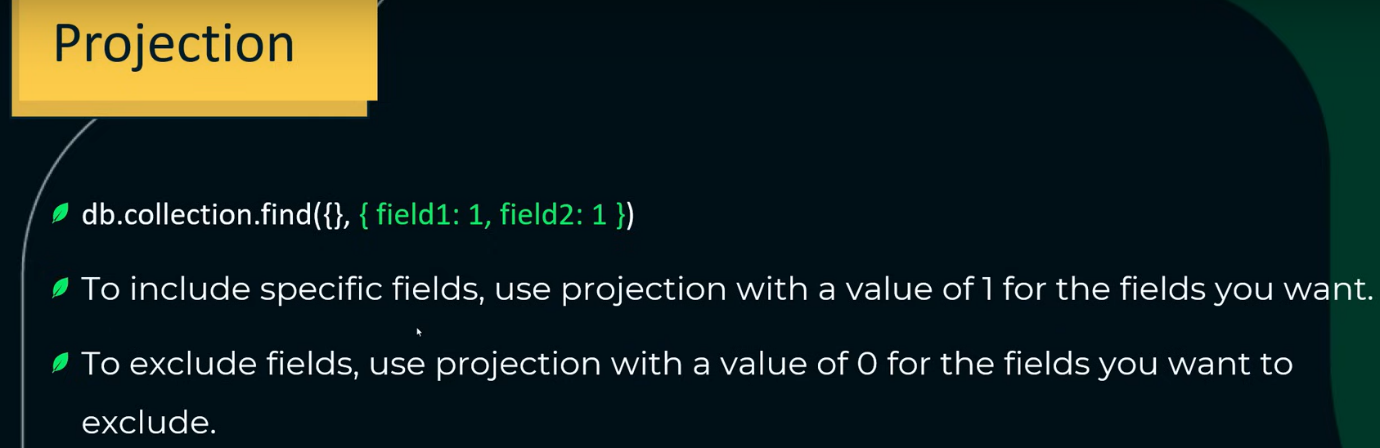 Projection
db.collection.find({}, { field1: 1, field2: 1 })
To include specific fields, use projection with a value of 1 for the fields you want.
To exclude fields, use projection with a value of 0 for the fields you want to
exclude.